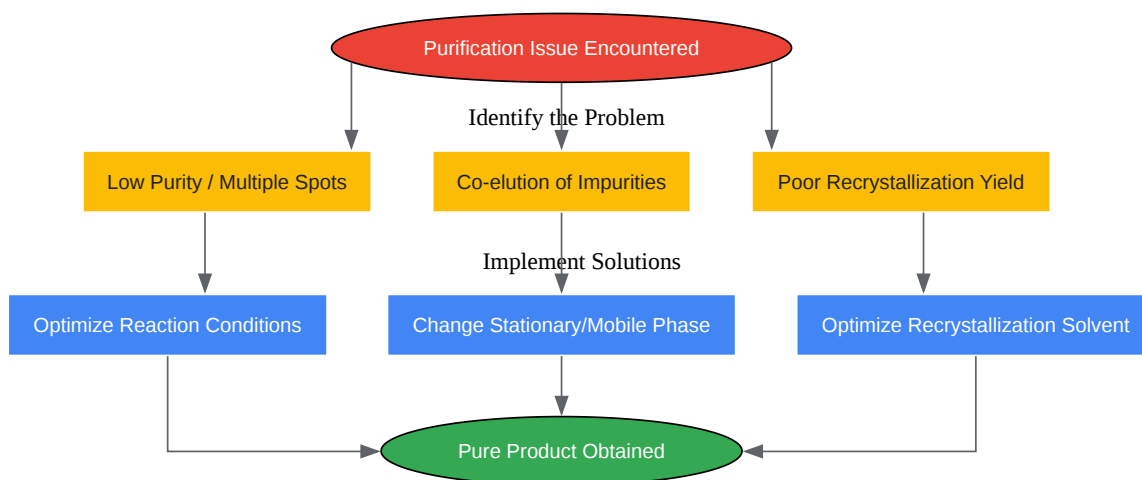 Purification Issue Encountered
Identify the Problem
Low Purity / Multiple Spots
Co-elution of Impurities
Poor Recrystallization Yield
Implement Solutions
Optimize Reaction Conditions
Change Stationary/Mobile Phase
Optimize Recrystallization Solvent
Pure Product Obtained